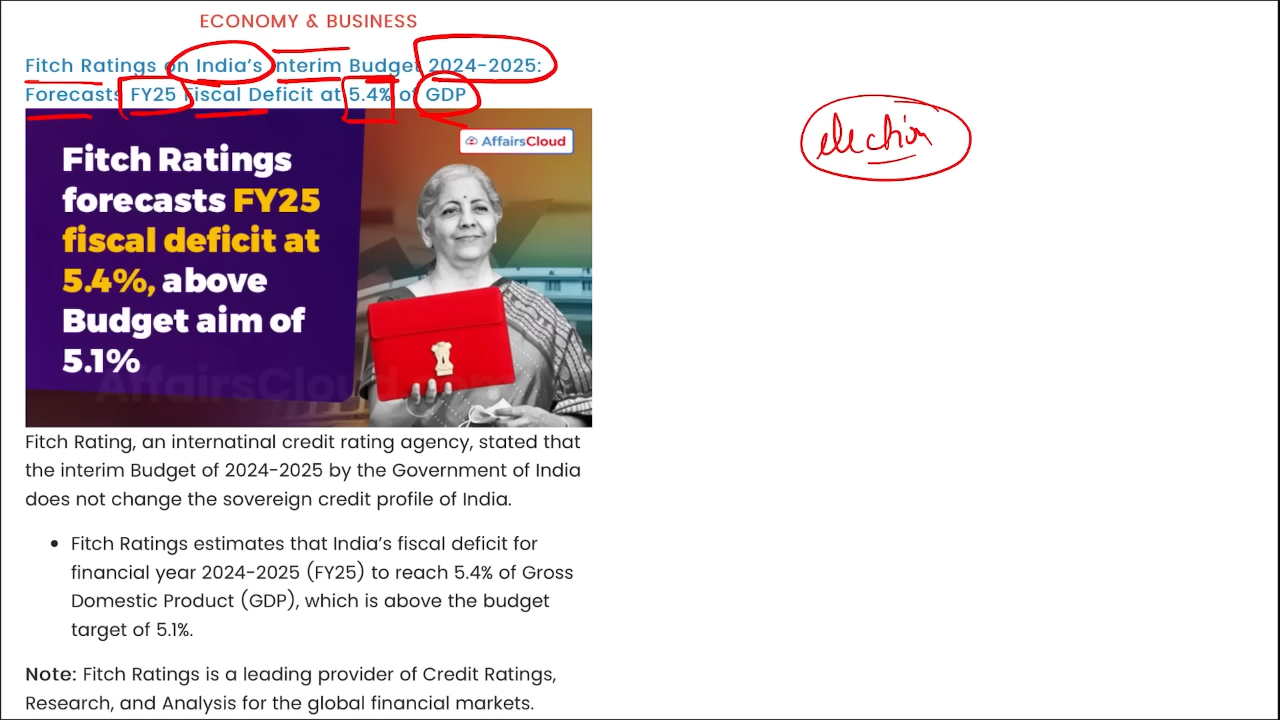 ECONOMY & BUSINESS
Fitch Ratings on India's Interim Budget 2024-2025:
Forecasts FY25 Fiscal Deficit at 5.4% of GDP
election
AffairsCloud
Fitch Ratings
forecasts FY25
fiscal deficit at
5.4%, above
Budget aim of
5.1%
AffairsCloud.com
Fitch Rating, an internatinal credit rating agency, stated that
the interim Budget of 2024-2025 by the Government of India
does not change the sovereign credit profile of India.
• Fitch Ratings estimates that India's fiscal deficit for
financial year 2024-2025 (FY25) to reach 5.4% of Gross
Domestic Product (GDP), which is above the budget
target of 5.1%.
Note: Fitch Ratings is a leading provider of Credit Ratings,
Research, and Analysis for the global financial markets.